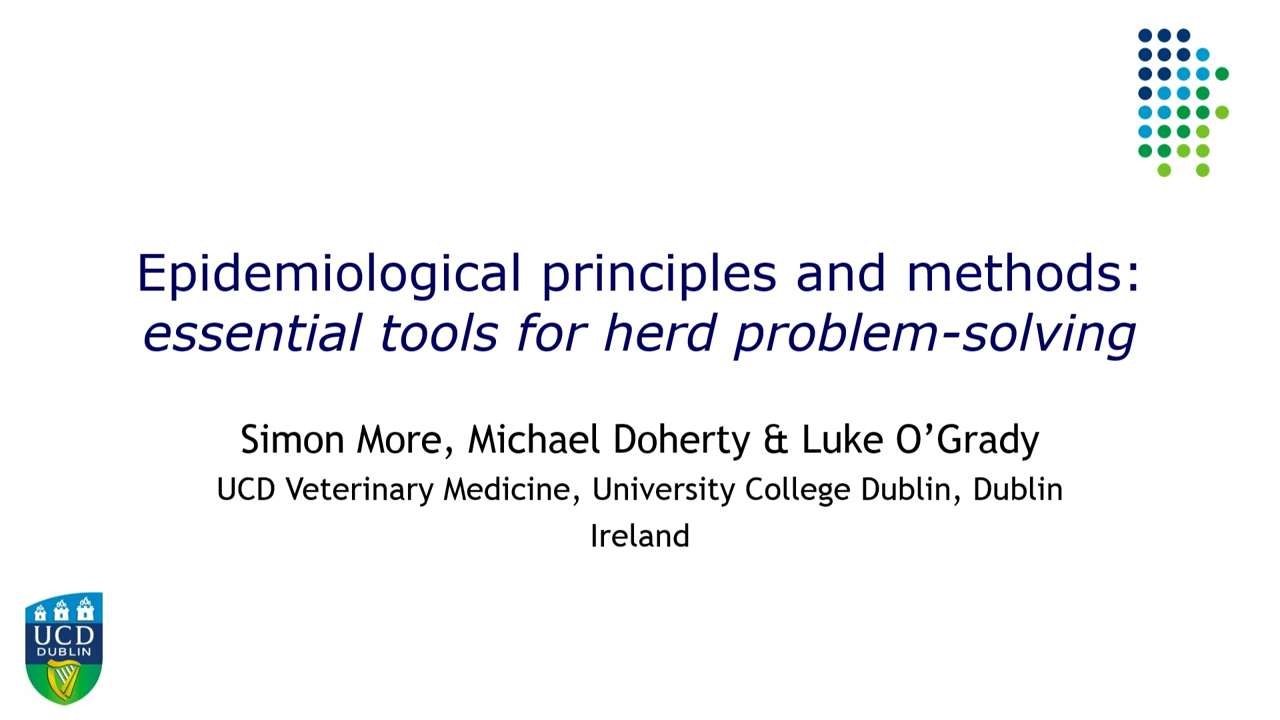 Epidemiological principles and methods:
essential tools for herd problem-solving
Simon More, Michael Doherty & Luke O’Grady
UCD Veterinary Medicine, University College Dublin, Dublin
Ireland
UCD
DUBLIN